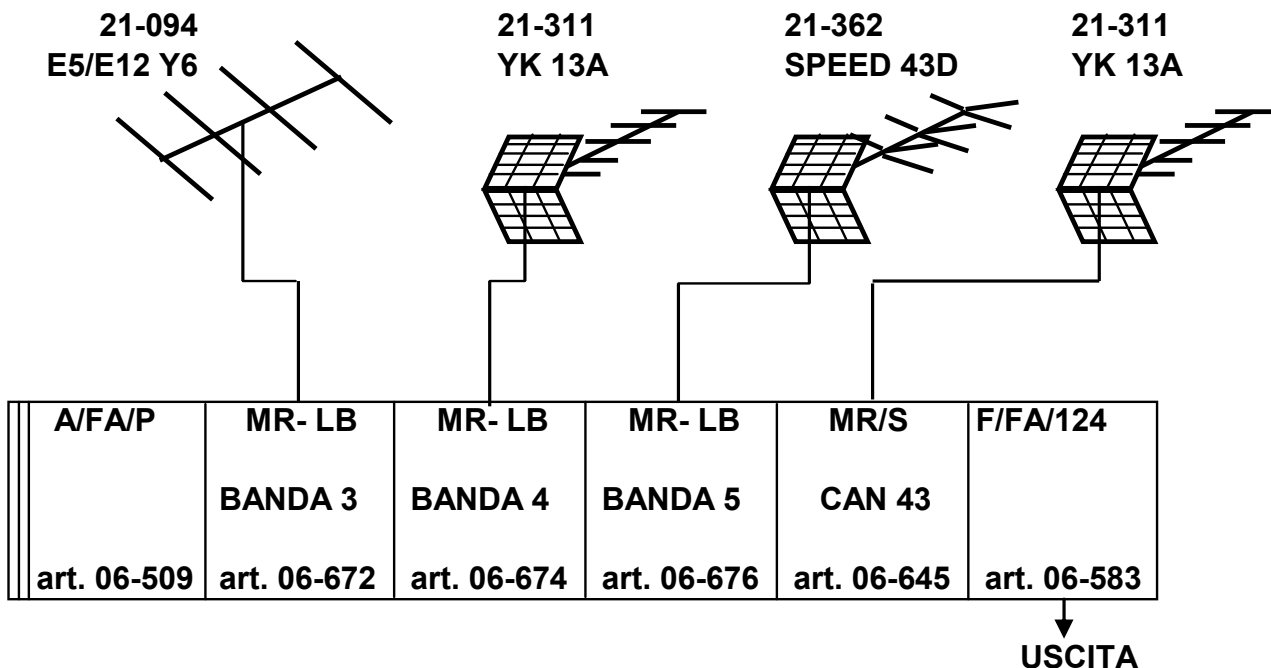 21-094
E5/E12 Y6
21-311
YK 13A
21-362
SPEED 43D
21-311
YK 13A
A/FA/P
art. 06-509
MR- LB
BANDA 3
art. 06-672
MR- LB
BANDA 4
art. 06-674
MR- LB
BANDA 5
art. 06-676
MR/S
CAN 43
art. 06-645
F/FA/124
art. 06-583
USCITA